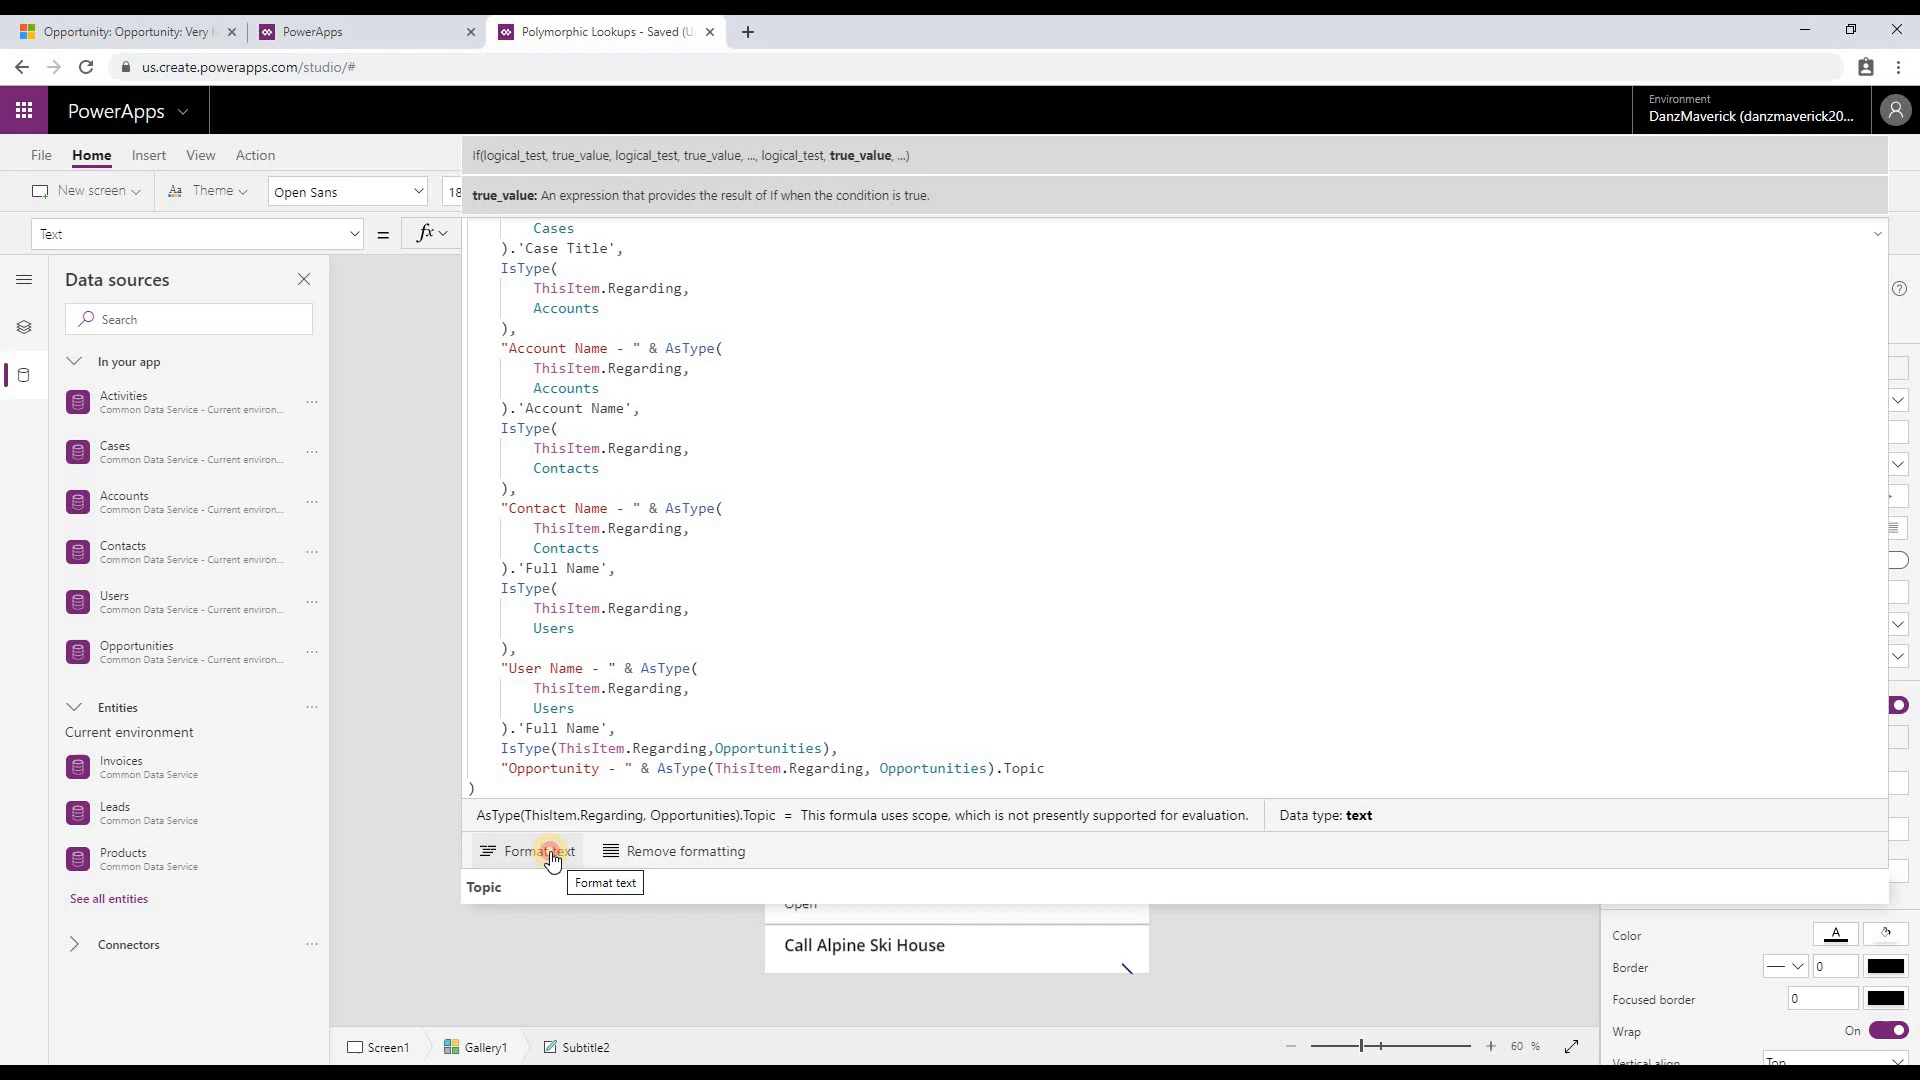 Opportunity: Opportunity: Very
PowerApps
Polymorphic Lookups - Saved (U
us.create.powerapps.com/studio/#
PowerApps
Environment
DanzMaverick (danzmaverick20...
File
Home
Insert
View
Action
If(logical_test, true_value, logical_test, true_value, ..., logical_test, true_value, ...)
New screen
Theme
Open Sans
18
true_value: An expression that provides the result of If when the condition is true.
Text
=
fx
Data sources
Search
In your app
Activities
Common Data Service - Current environ...
Cases
Common Data Service - Current environ...
Accounts
Common Data Service - Current environ...
Contacts
Common Data Service - Current environ...
Users
Common Data Service - Current environ...
Opportunities
Common Data Service - Current environ...
Entities
Current environment
Invoices
Common Data Service
Leads
Common Data Service
Products
Common Data Service
See all entities
Connectors
Cases
).'Case Title',
IsType(
ThisItem.Regarding,
Accounts
),
"Account Name - " & AsType(
ThisItem.Regarding,
Accounts
).'Account Name',
IsType(
ThisItem.Regarding,
Contacts
),
"Contact Name - " & AsType(
ThisItem.Regarding,
Contacts
).'Full Name',
IsType(
ThisItem.Regarding,
Users
),
"User Name - " & AsType(
ThisItem.Regarding,
Users
).'Full Name',
IsType(ThisItem.Regarding,Opportunities),
"Opportunity - " & AsType(ThisItem.Regarding, Opportunities).Topic
)
AsType(ThisItem.Regarding, Opportunities).Topic = This formula uses scope, which is not presently supported for evaluation.
Data type: text
Format text
Remove formatting
Format text
Topic
Open
Call Alpine Ski House
Color
A
Border
0
Focused border
0
Wrap
On
Vertical align
Top
Screen1
Gallery1
Subtitle2
60 %